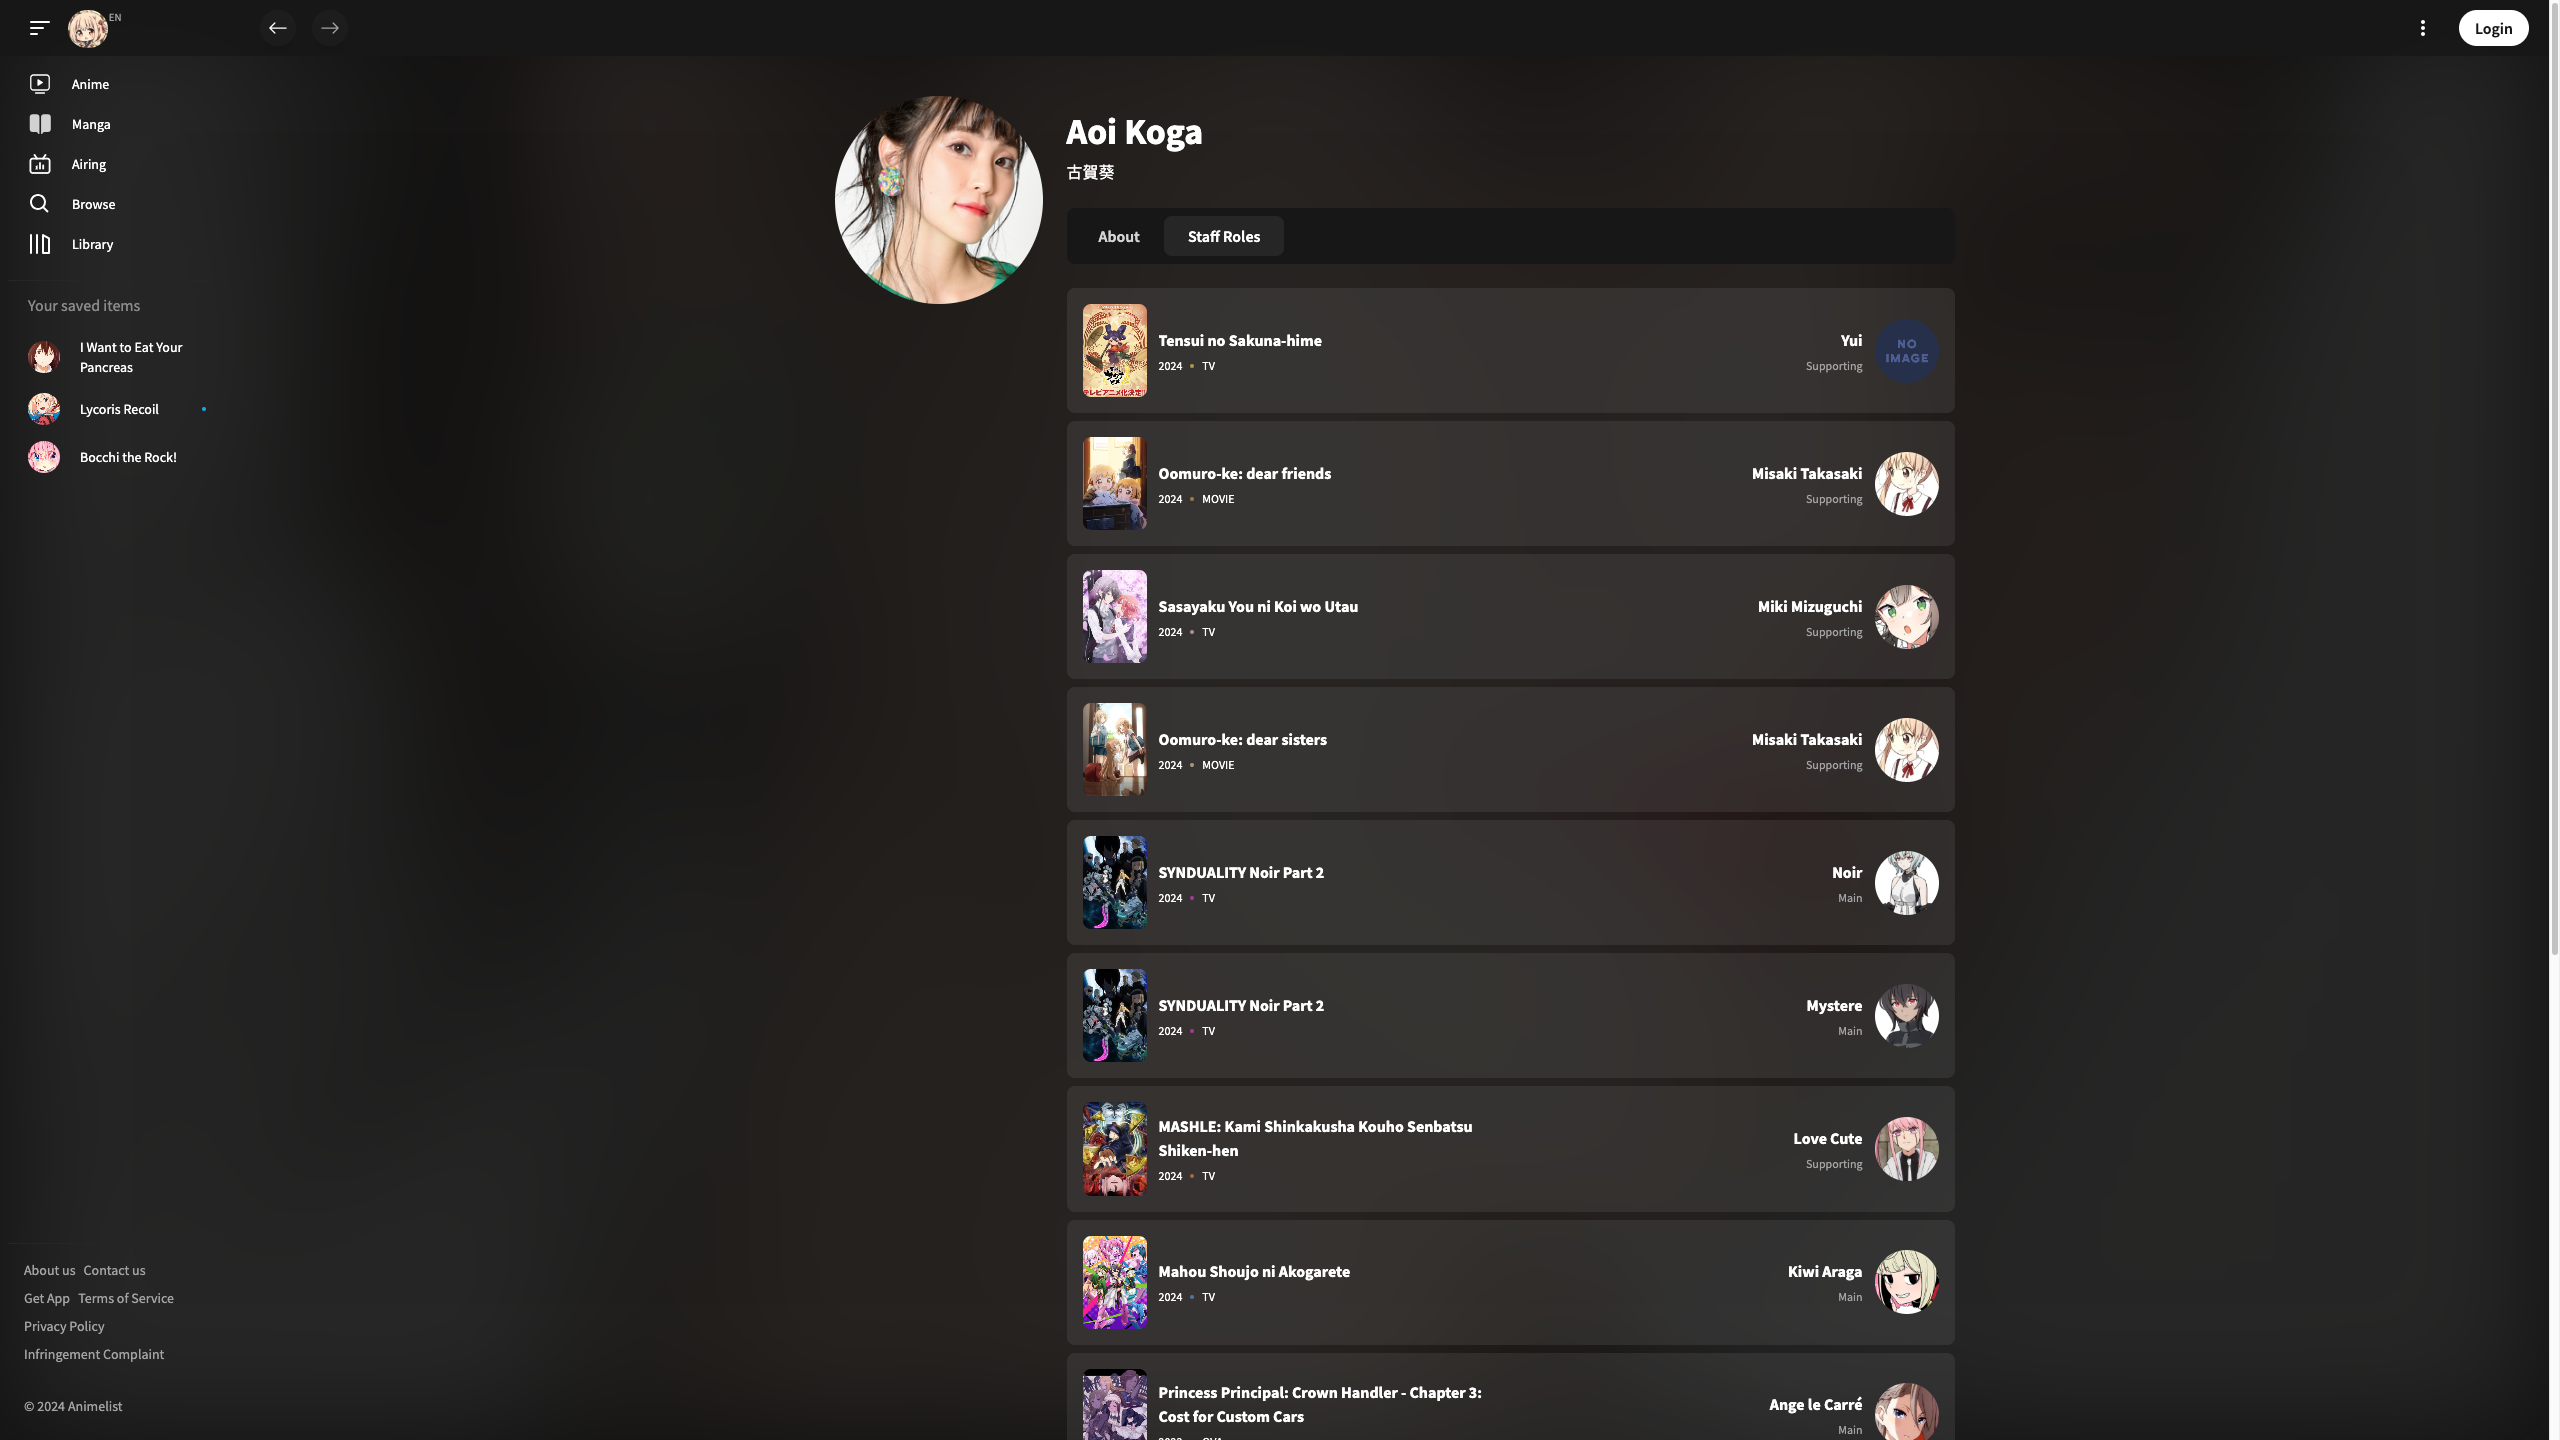 EN
Login
Anime
Manga
Airing
Browse
Library
Your saved items
I Want to Eat Your
Pancreas
Lycoris Recoil
Bocchi the Rock!
About us Contact us
Get App Terms of Service
Privacy Policy
Infringement Complaint
© 2024 Animelist
Aoi Koga
古賀葵
About
Staff Roles
Tensui no Sakuna-hime
2024 • TV
Yui
Supporting
NO
IMAGE
Oomuro-ke: dear friends
2024 • MOVIE
Misaki Takasaki
Supporting
Sasayaku You ni Koi wo Utau
2024 • TV
Miki Mizuguchi
Supporting
Oomuro-ke: dear sisters
2024 • MOVIE
Misaki Takasaki
Supporting
SYNDUALITY Noir Part 2
2024 • TV
Noir
Main
SYNDUALITY Noir Part 2
2024 • TV
Mystere
Main
MASHLE: Kami Shinkakusha Kouho Senbatsu
Shiken-hen
2024 • TV
Love Cute
Supporting
Mahou Shoujo ni Akogarete
2024 • TV
Kiwi Araga
Main
Princess Principal: Crown Handler - Chapter 3:
Cost for Custom Cars
Ange le Carré
Main